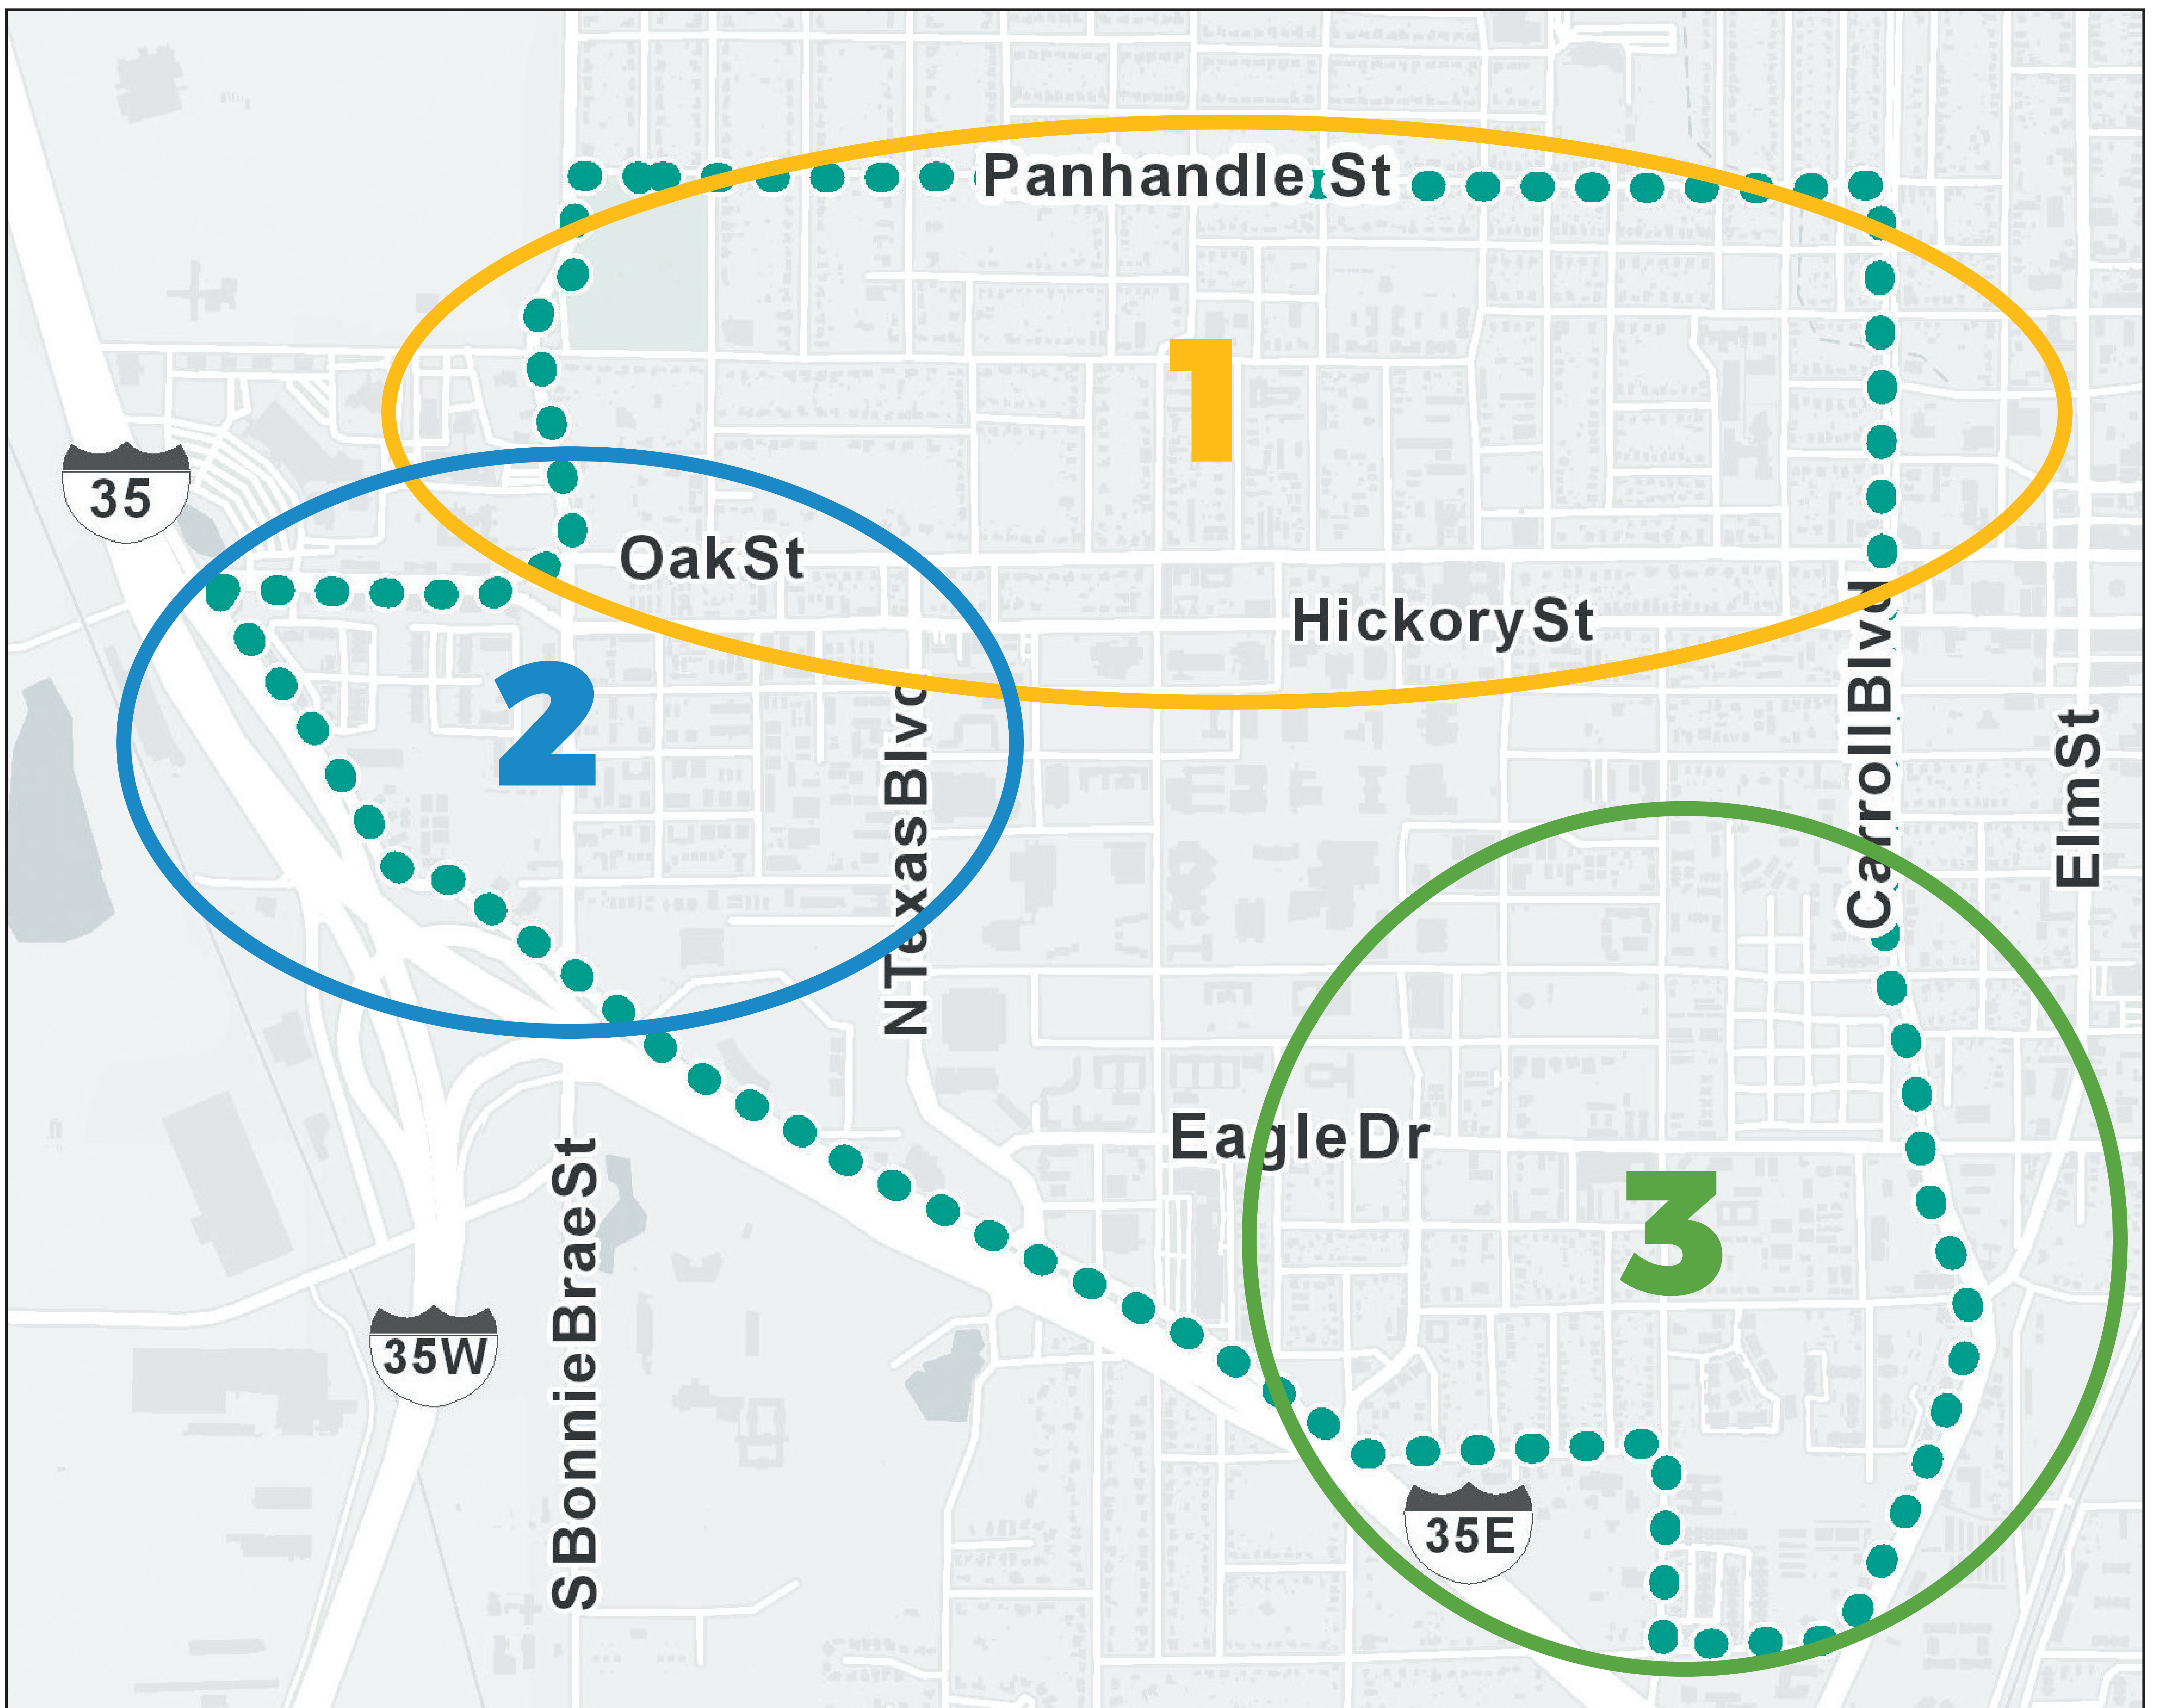 Panhandle St
1
35
Oak St
Hickory St
2
N Texas Blvd
Carroll Blvd
Elm St
Eagle Dr
3
S Bonnie Brae St
35W
35E